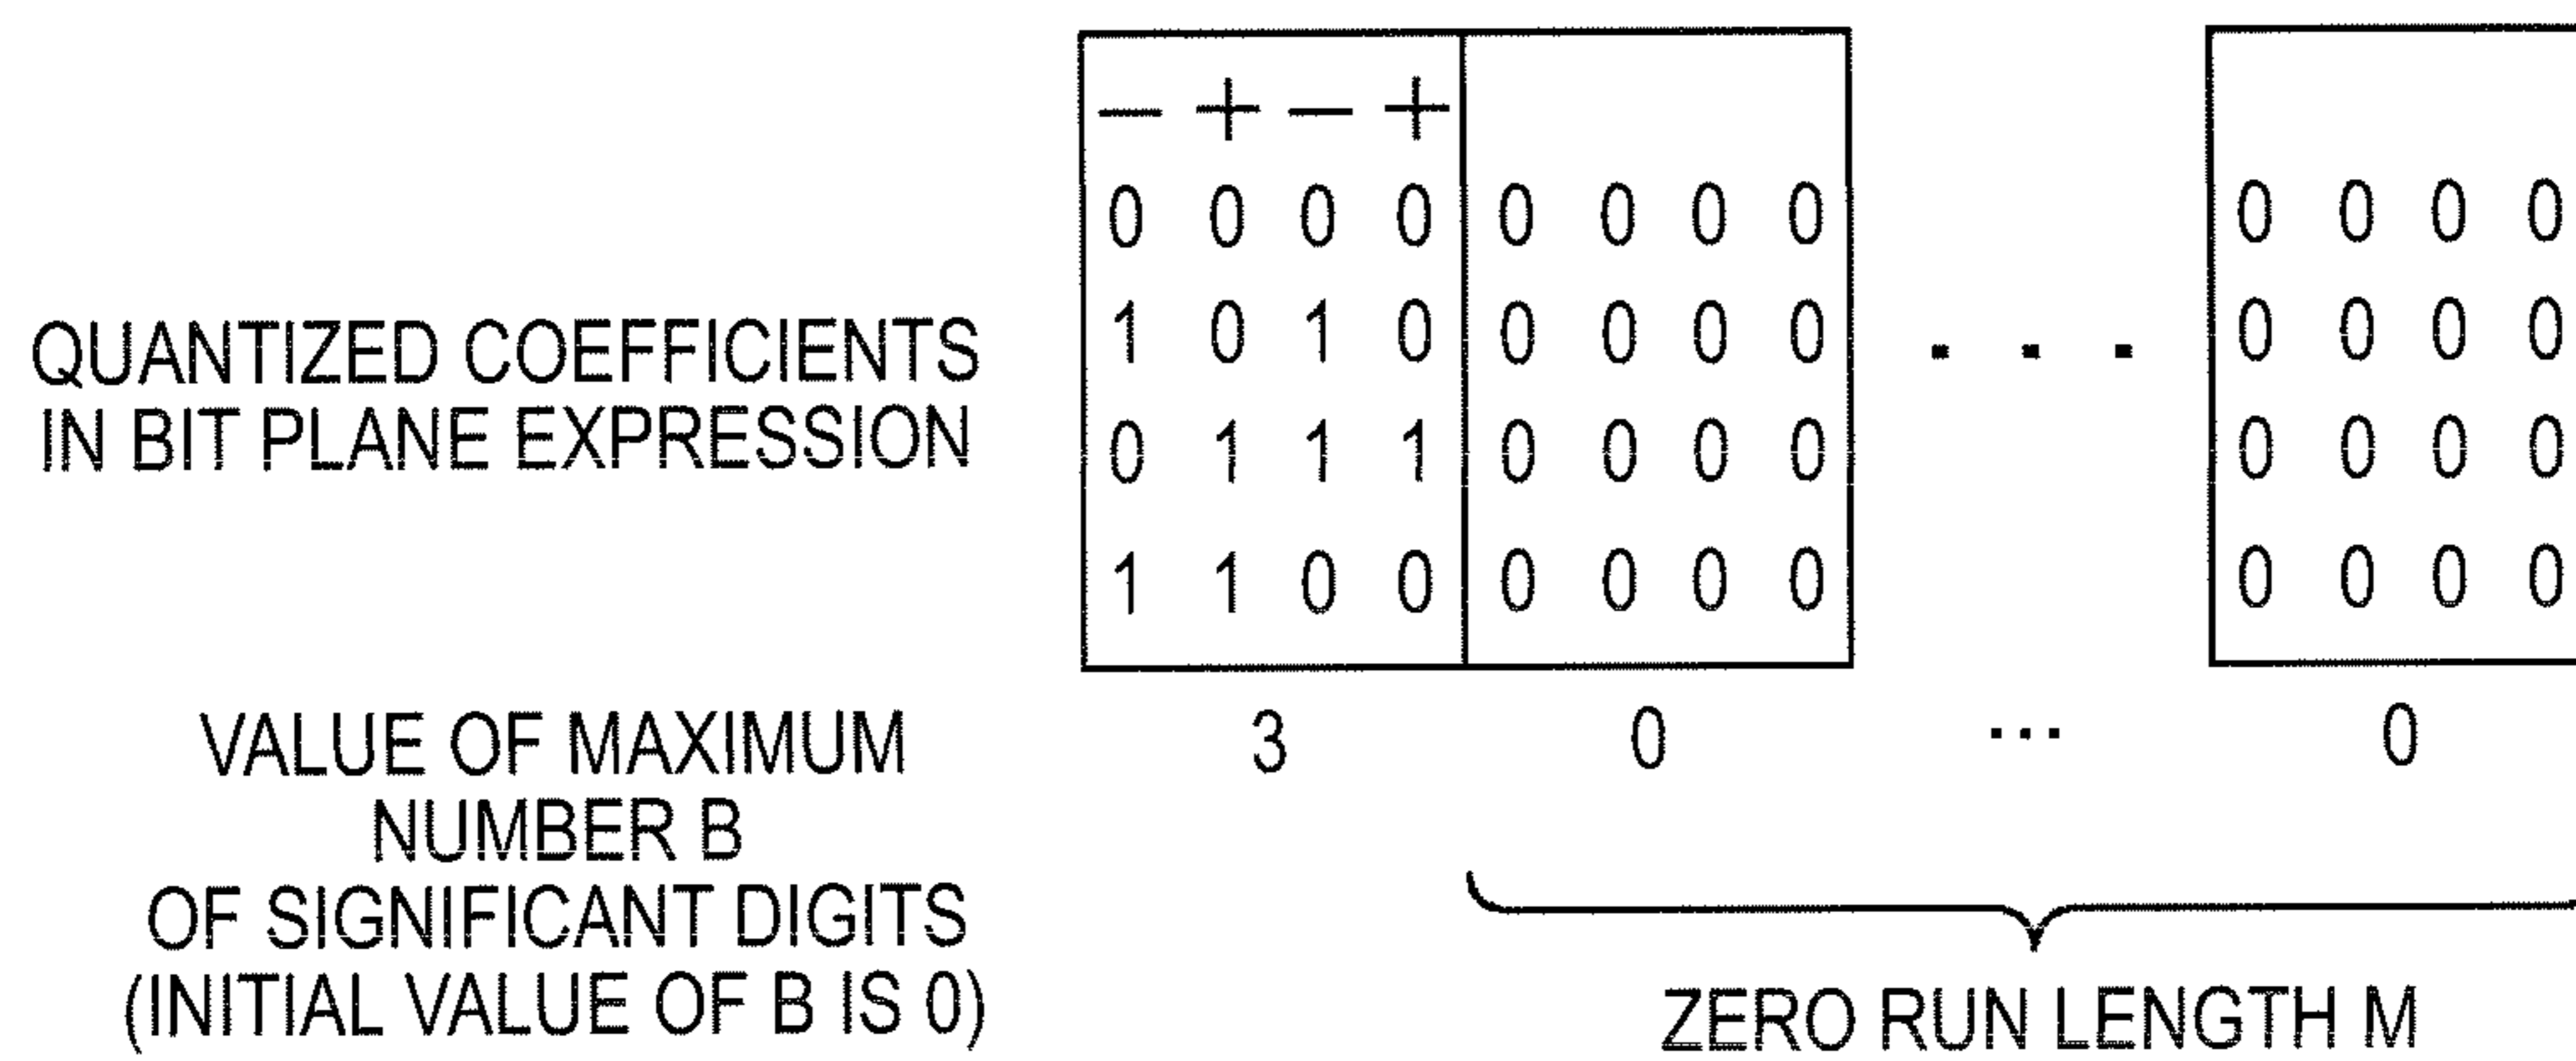 — + — +
0 0 0 0 0 0 0 0 0 0 0 0
QUANTIZED COEFFICIENTS
IN BIT PLANE EXPRESSION
1 0 1 0 0 0 0 0 . . . 0 0 0 0
0 1 1 1 0 0 0 0 0 0 0 0
1 1 0 0 0 0 0 0 0 0 0 0
VALUE OF MAXIMUM
NUMBER B
OF SIGNIFICANT DIGITS
(INITIAL VALUE OF B IS 0)
3 0 ... 0
ZERO RUN LENGTH M